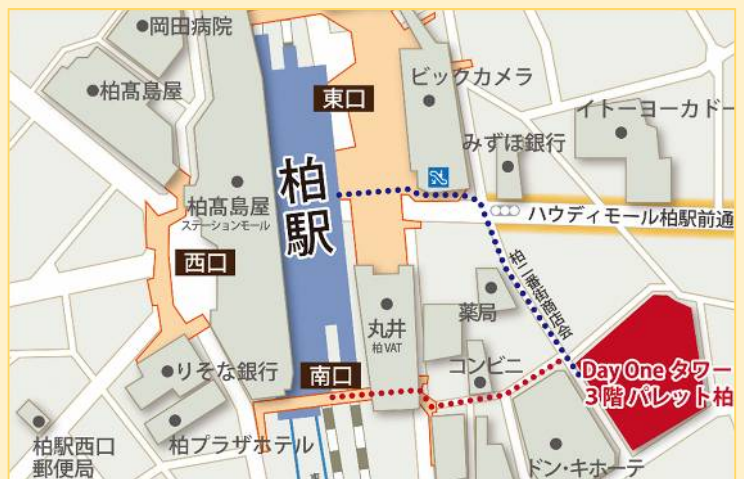 岡田病院
柏髙島屋
東口
ビックカメラ
イトーヨーカドー
みずほ銀行
柏駅
柏髙島屋
ステーションモール
ハウディモール柏駅前通
西口
柏二番街商店会
丸井
柏VAT
薬局
コンビニ
りそな銀行
南口
Day One タワー
3階 パレット柏
柏プラザホテル
柏駅西口
郵便局
ドン・キホーテ